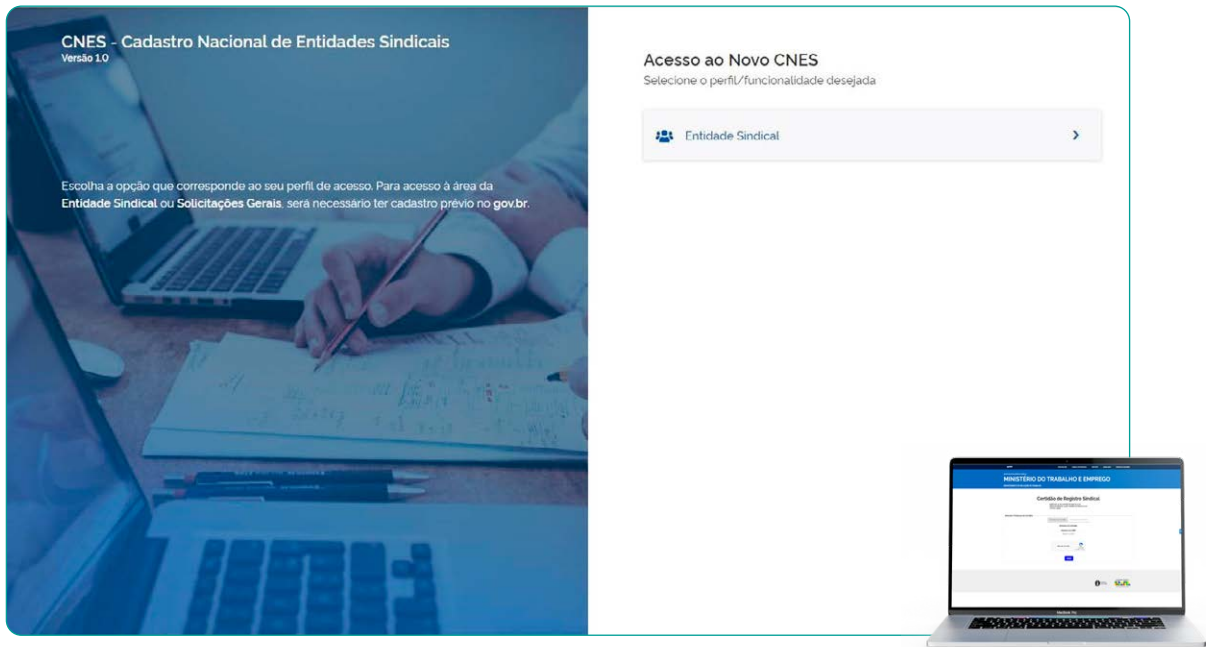 CNES - Cadastro Nacional de Entidades Sindicais
Versão 1.0
Escolha a opção que corresponde ao seu perfil de acesso. Para acesso à área da
Entidade Sindical ou Solicitações Gerais, será necessário ter cadastro prévio no gov.br.
Acesso ao Novo CNES
Selecione o perfil/funcionalidade desejada
Entidade Sindical
MINISTÉRIO DO TRABALHO E EMPREGO
Certidão de Registro Sindical